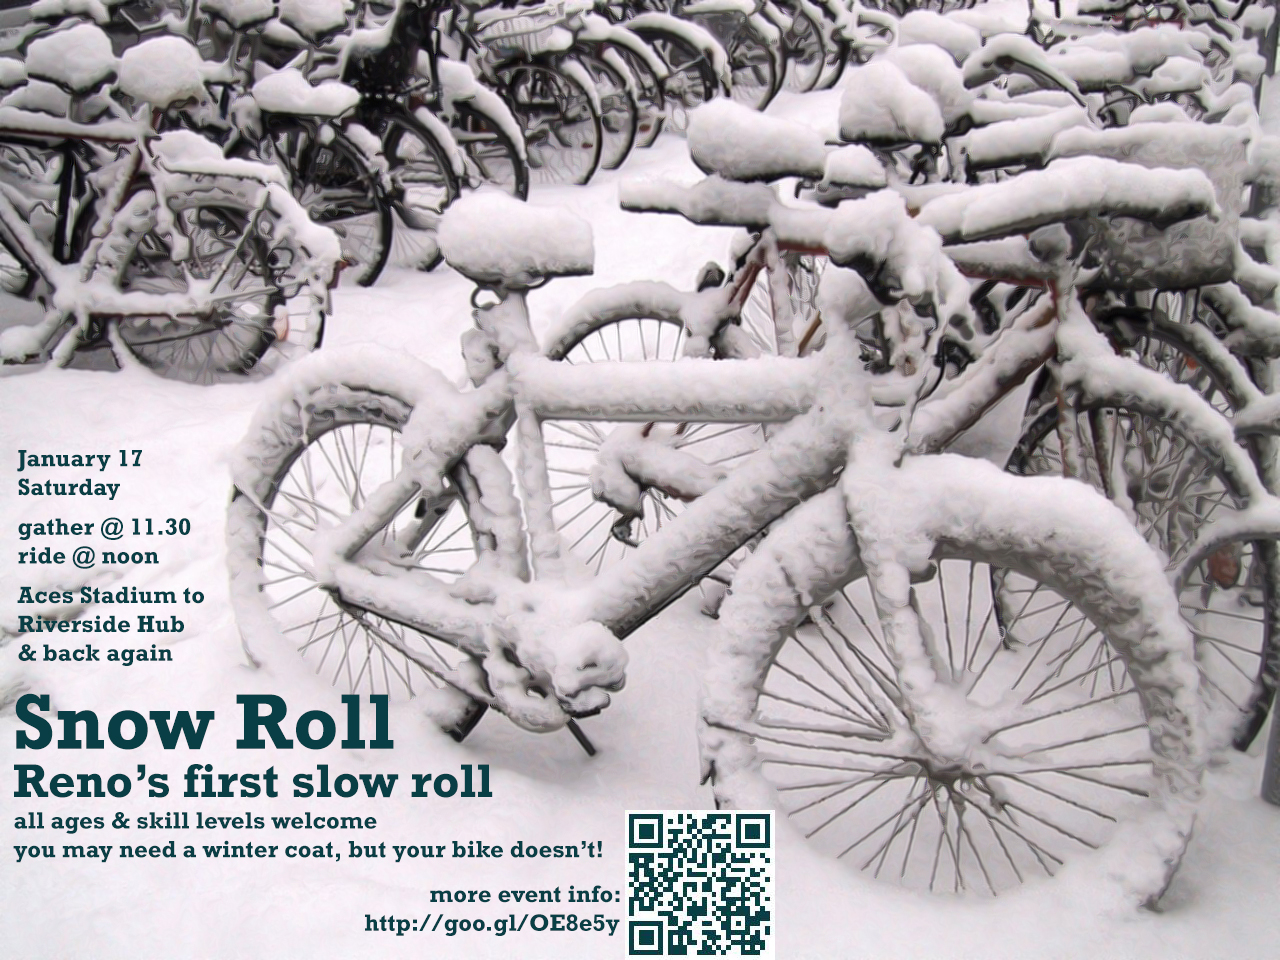 January 17
Saturday
gather @ 11.30
ride @ noon
Aces Stadium to
Riverside Hub
& back again
Snow Roll
Reno’s first slow roll
all ages & skill levels welcome
you may need a winter coat, but your bike doesn’t!
more event info:
http://goo.gl/OE8e5y